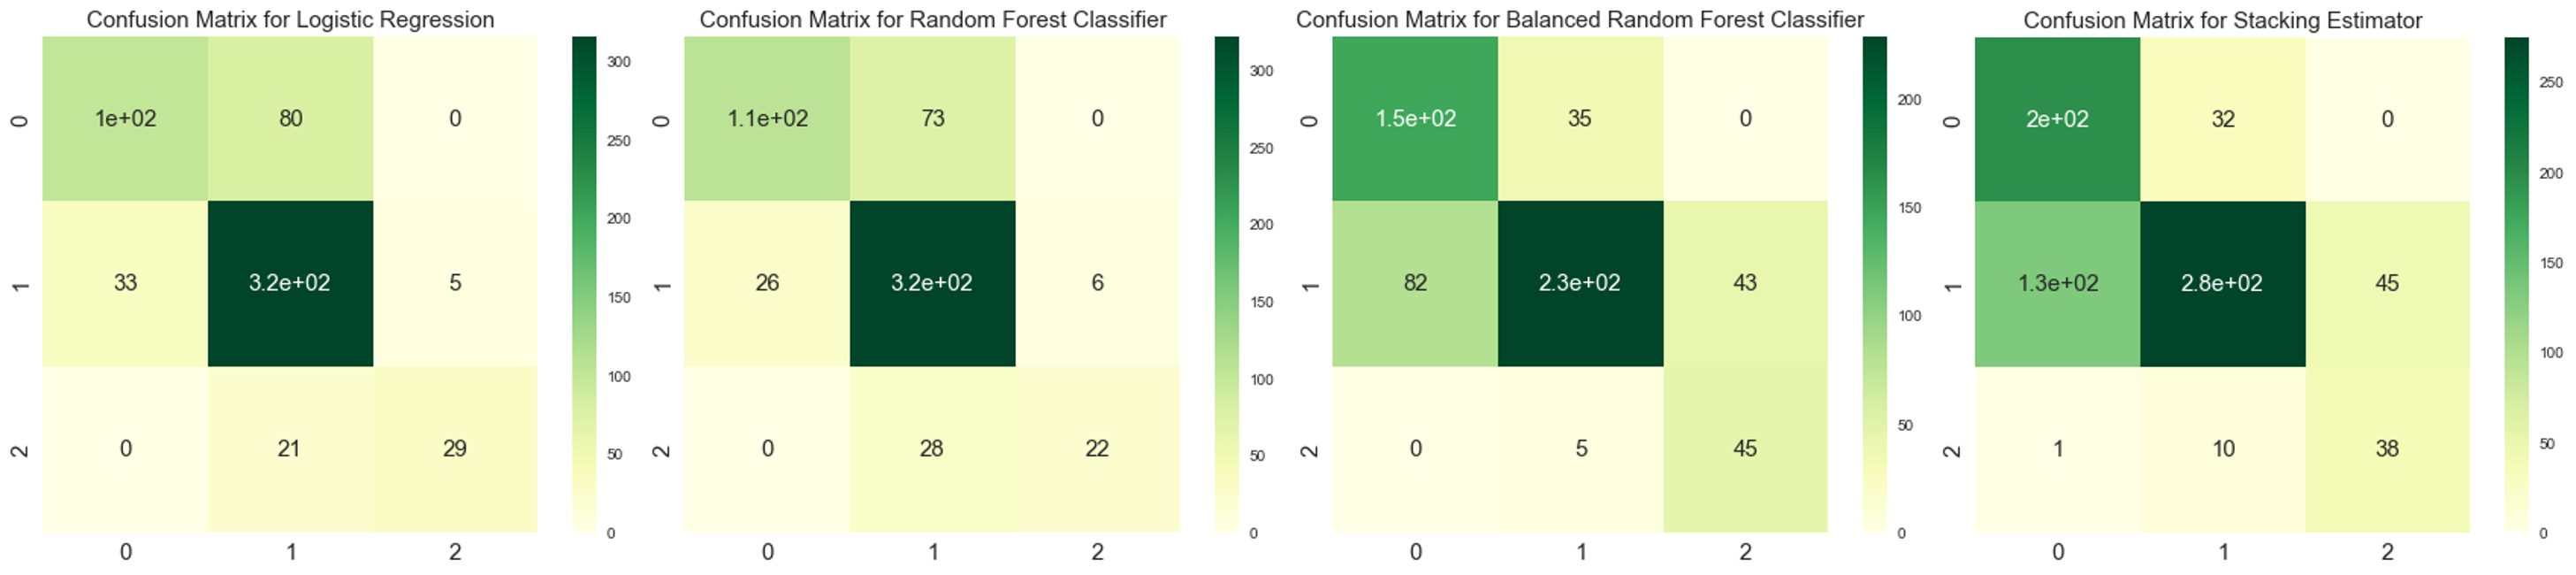 Confusion Matrix for Logistic Regression
0 1e+02 80 0
1 33 3.2e+02 5
2 0 21 29
0 1 2
300
250
200
150
100
50
0
Confusion Matrix for Random Forest Classifier
0 1.1e+02 73 0
1 26 3.2e+02 6
2 0 28 22
0 1 2
300
250
200
150
100
50
0
Confusion Matrix for Balanced Random Forest Classifier
0 1.5e+02 35 0
1 82 2.3e+02 43
2 0 5 45
0 1 2
200
150
100
50
0
Confusion Matrix for Stacking Estimator
0 2e+02 32 0
1 1.3e+02 2.8e+02 45
2 1 10 38
0 1 2
250
200
150
100
50
0